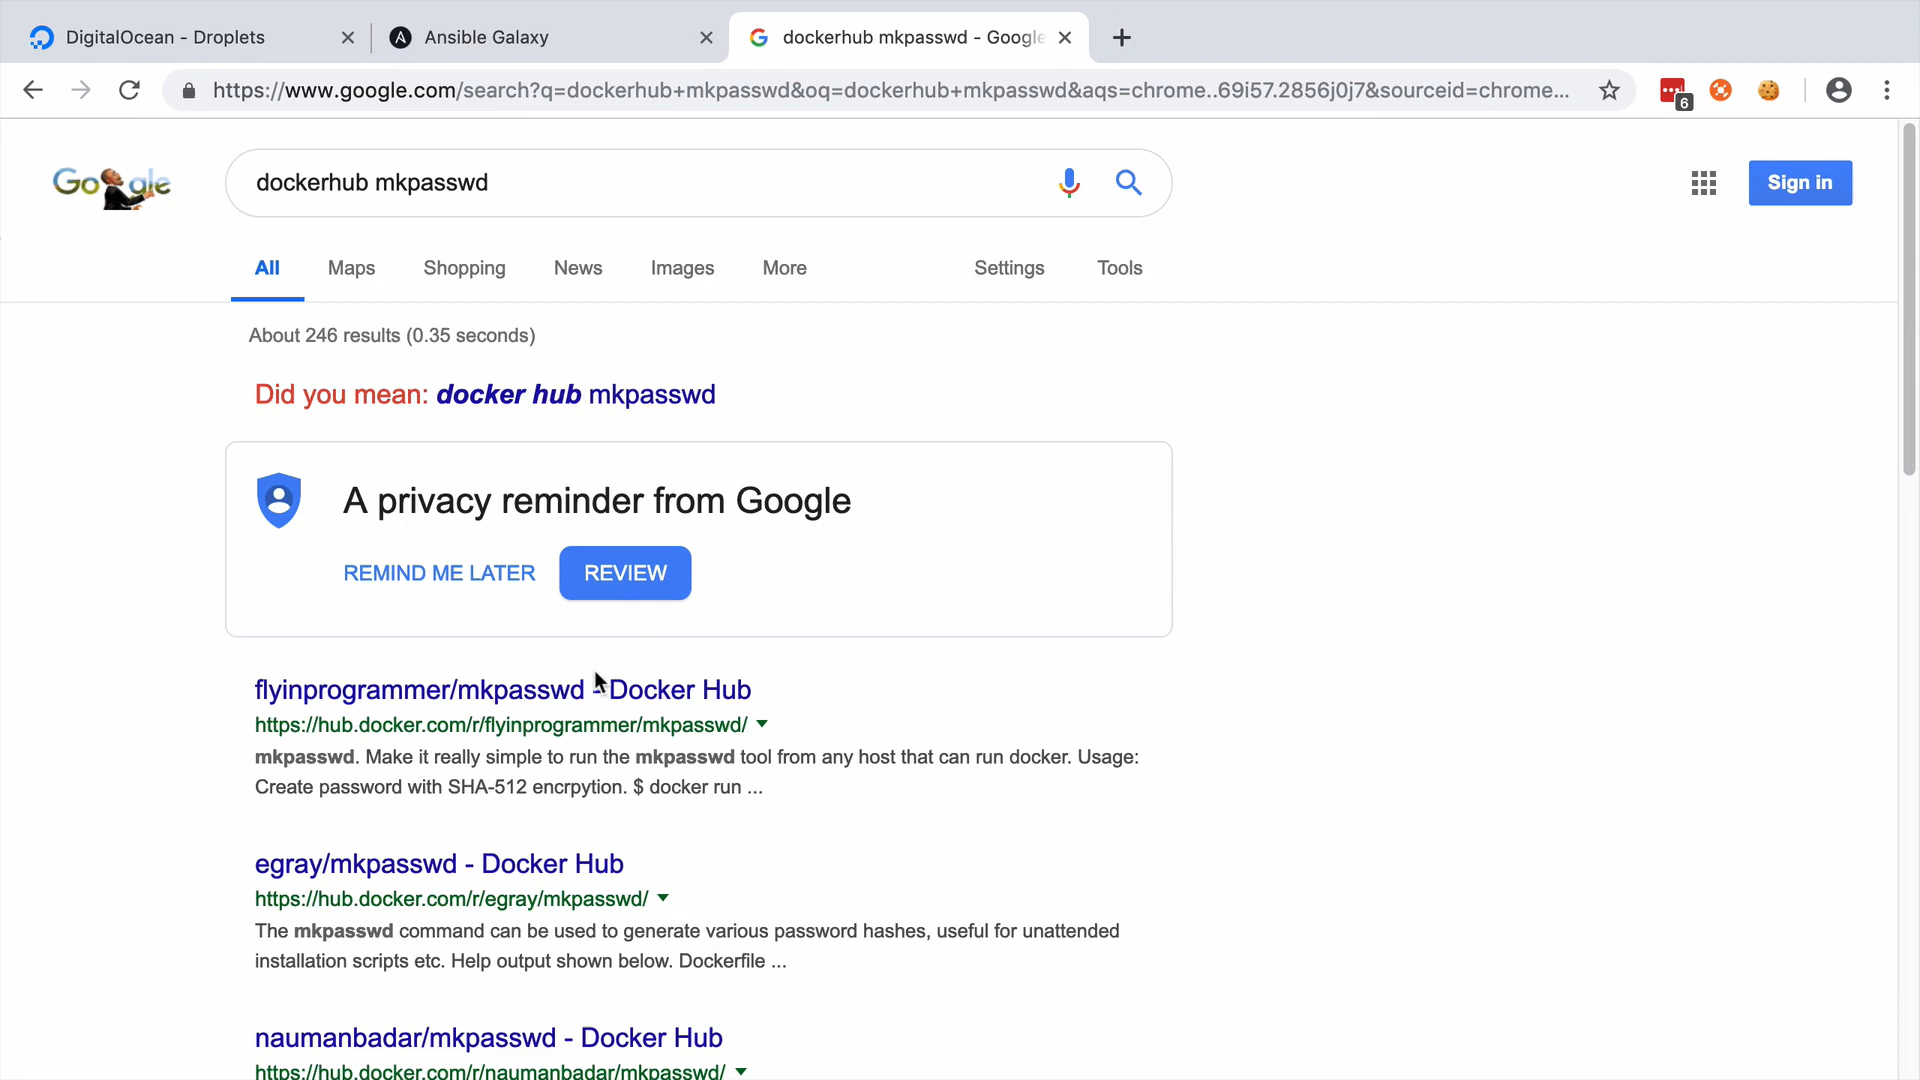 DigitalOcean - Droplets
Ansible Galaxy
dockerhub mkpasswd - Google
https://www.google.com/search?q=dockerhub+mkpasswd&oq=dockerhub+mkpasswd&aqs=chrome..69i57.2856j0j7&sourceid=chrome...
6
Google
dockerhub mkpasswd
Sign in
All Maps Shopping News Images More Settings Tools
About 246 results (0.35 seconds)
Did you mean: docker hub mkpasswd
A privacy reminder from Google
REMIND ME LATER REVIEW
flyinprogrammer/mkpasswd - Docker Hub
https://hub.docker.com/r/flyinprogrammer/mkpasswd/
mkpasswd. Make it really simple to run the mkpasswd tool from any host that can run docker. Usage:
Create password with SHA-512 encrpytion. $ docker run ...
egray/mkpasswd - Docker Hub
https://hub.docker.com/r/egray/mkpasswd/
The mkpasswd command can be used to generate various password hashes, useful for unattended
installation scripts etc. Help output shown below. Dockerfile ...
naumanbadar/mkpasswd - Docker Hub
https://hub.docker.com/r/naumanbadar/mkpasswd/